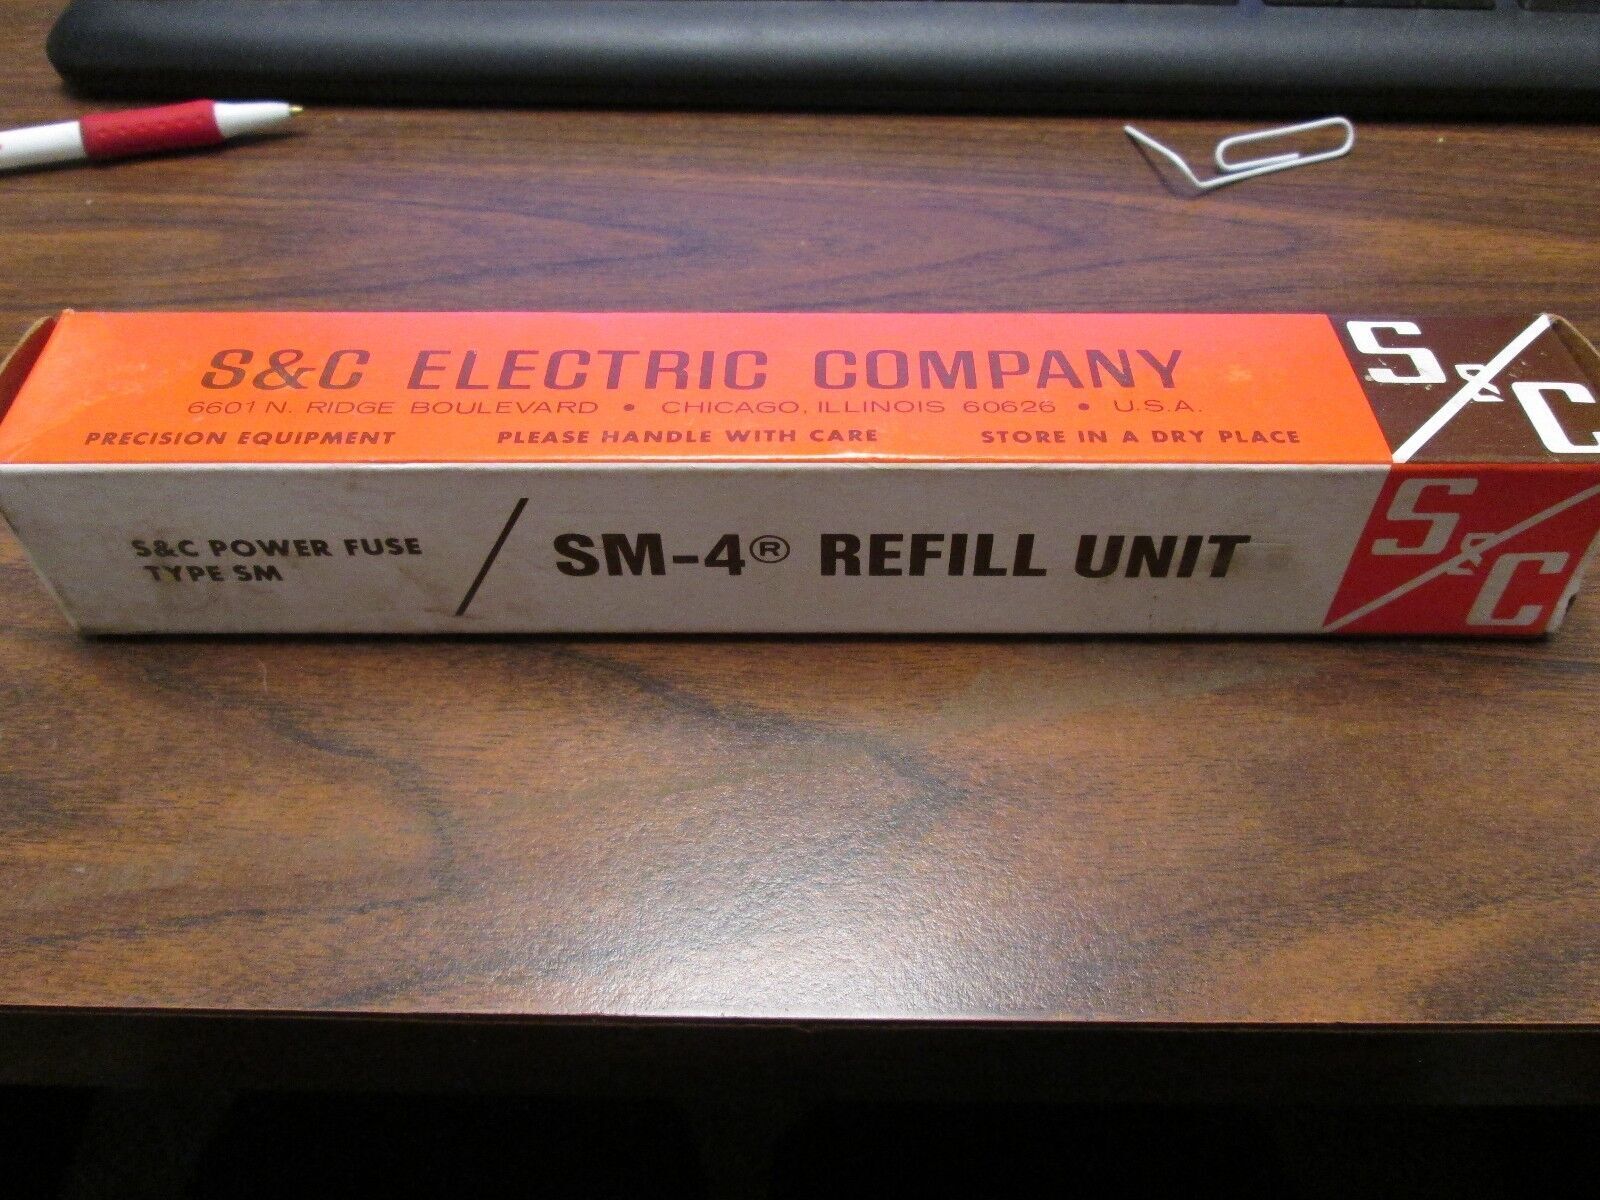 S&C ELECTRIC COMPANY
6601 N. RIDGE BOULEVARD • CHICAGO, ILLINOIS 60626 • U.S.A.
PRECISION EQUIPMENT PLEASE HANDLE WITH CARE STORE IN A DRY PLACE
S&C
S&C POWER FUSE
TYPE SM
SM-4® REFILL UNIT
S&C